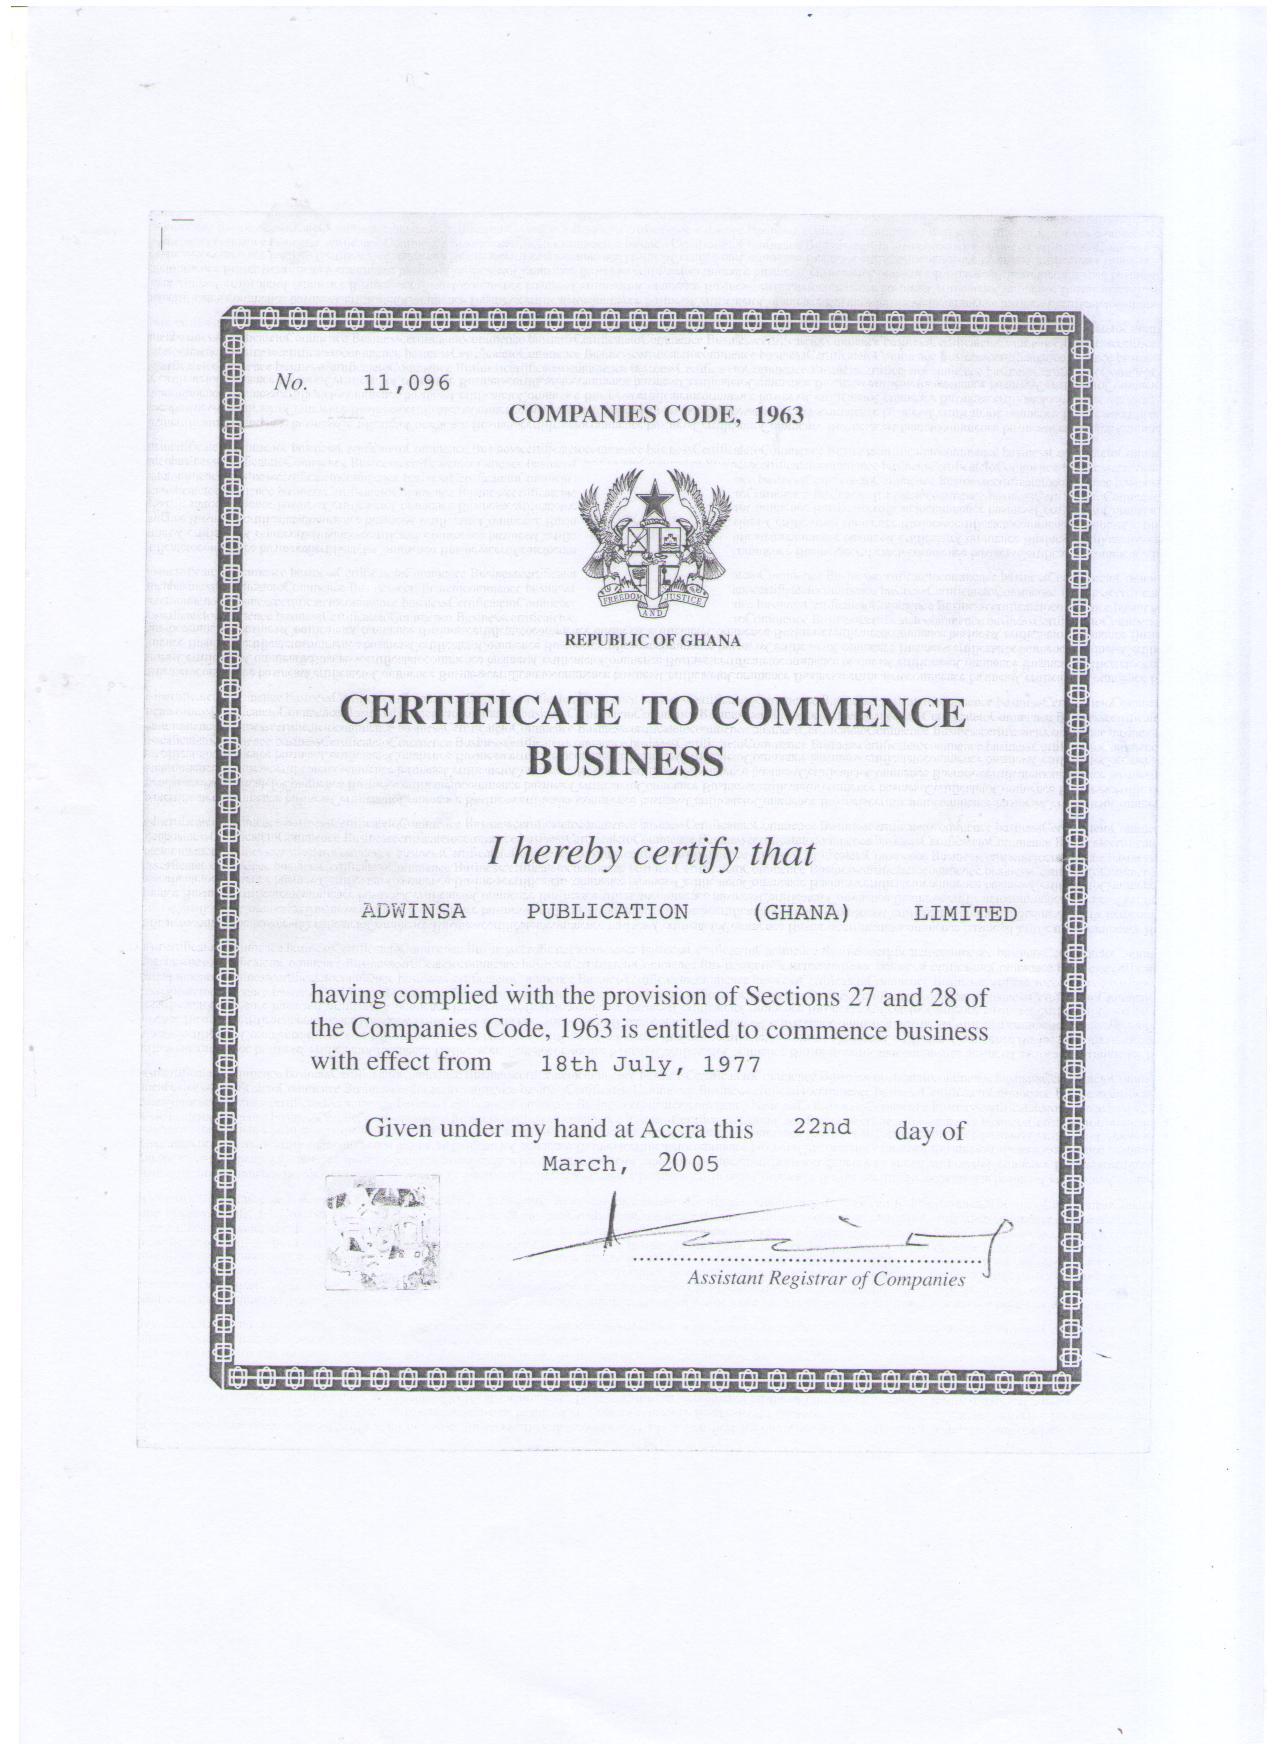 No. 11,096
COMPANIES CODE, 1963
FREEDOM AND JUSTICE
REPUBLIC OF GHANA
CERTIFICATE TO COMMENCE
BUSINESS
I hereby certify that
ADWINSA PUBLICATION (GHANA) LIMITED
having complied with the provision of Sections 27 and 28 of
the Companies Code, 1963 is entitled to commence business
with effect from 18th July, 1977
Given under my hand at Accra this 22nd day of
March, 2005
Assistant Registrar of Companies